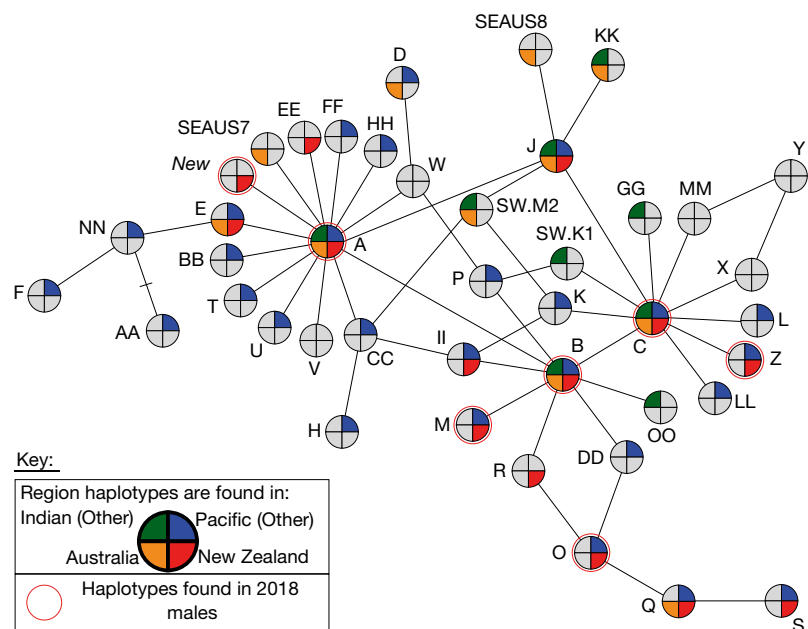 SEAUS8
KK
D
FF
EE
HH
SEAUS7
J
Y
New
W
GG
MM
SW.M2
E
NN
A
SW.K1
BB
P
X
F
T
K
L
AA
U
V
CC
II
B
C
Z
LL
M
OO
H
R
DD
Key:
Region haplotypes are found in:
Indian (Other) Pacific (Other)
Australia New Zealand
O
Haplotypes found in 2018
males
Q
S